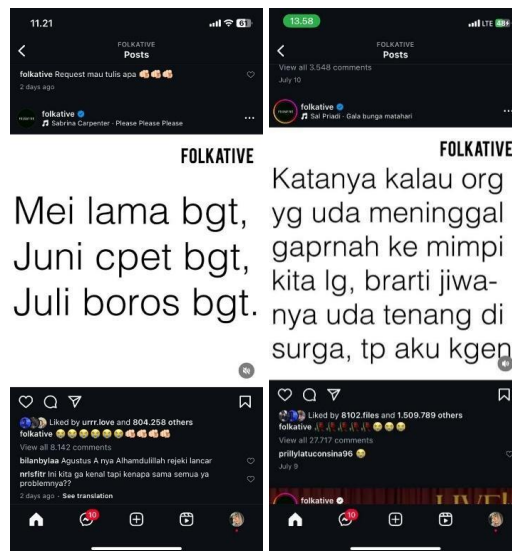 11.21
61
FOLKATIVE
Posts
folkative Request mau tulis apa
2 days ago
folkative
Sabrina Carpenter · Please Please Please
FOLKATIVE
Mei lama bgt,
Juni cpet bgt,
Juli boros bgt.
Liked by urrr.love and 804.258 others
folkative
View all 8.142 comments
bilanbylaa Agustus A nya Alhamdulillah rejeki lancar
nrlsfitr Ini kita ga kenal tapi kenapa sama semua ya
problemnya??
2 days ago · See translation
10
13.58
LTE
FOLKATIVE
Posts
View all 3.548 comments
July 10
folkative
Sal Priadi · Gala bunga matahari
FOLKATIVE
Katanya kalau org
yg uda meninggal
gaprnah ke mimpi
kita lg, brarti jiwa-
nya uda tenang di
surga, tp aku kgen
Liked by 8102.files and 1.509.789 others
folkative
View all 27.717 comments
prillylatuconsina96
July 9
folkative
LIVE!
10